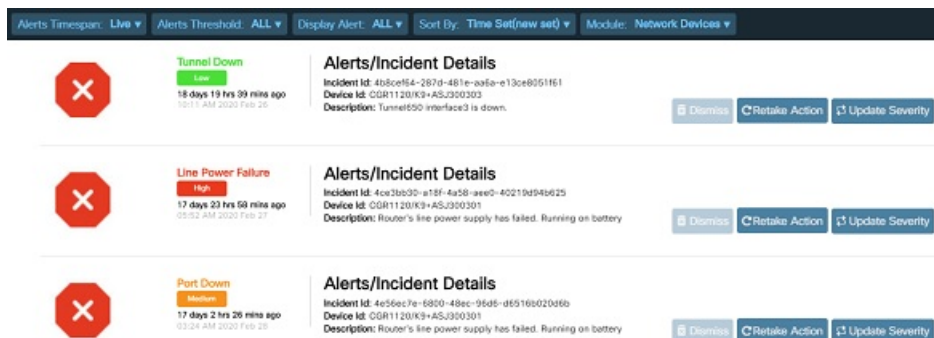 Alerts Timespan: Live ▾ Alerts Threshold: ALL ▾ Display Alert: ALL ▾ Sort By: Time Set(new set) ▾ Module: Network Devices ▾
Tunnel Down
Low
18 days 19 hrs 39 mins ago
10:11 AM 2020 Feb 26
Alerts/Incident Details
Incident Id: 4b8cef64-287d-481e-aa6a-e13ce8051f61
Device Id: CGR1120/K9+ASJ300303
Description: Tunnel650 interface3 is down.
Dismiss Retake Action Update Severity
Line Power Failure
High
17 days 23 hrs 58 mins ago
05:52 AM 2020 Feb 27
Alerts/Incident Details
Incident Id: 4ce3bb30-a18f-4a58-aee0-40219d94b625
Device Id: CGR1120/K9+ASJ300301
Description: Router's line power supply has failed. Running on battery
Dismiss Retake Action Update Severity
Port Down
Medium
17 days 2 hrs 26 mins ago
03:24 AM 2020 Feb 28
Alerts/Incident Details
Incident Id: 4e56ec7e-6800-48ec-96d6-d6516b020d6b
Device Id: CGR1120/K9+ASJ300301
Description: Router's line power supply has failed. Running on battery
Dismiss Retake Action Update Severity